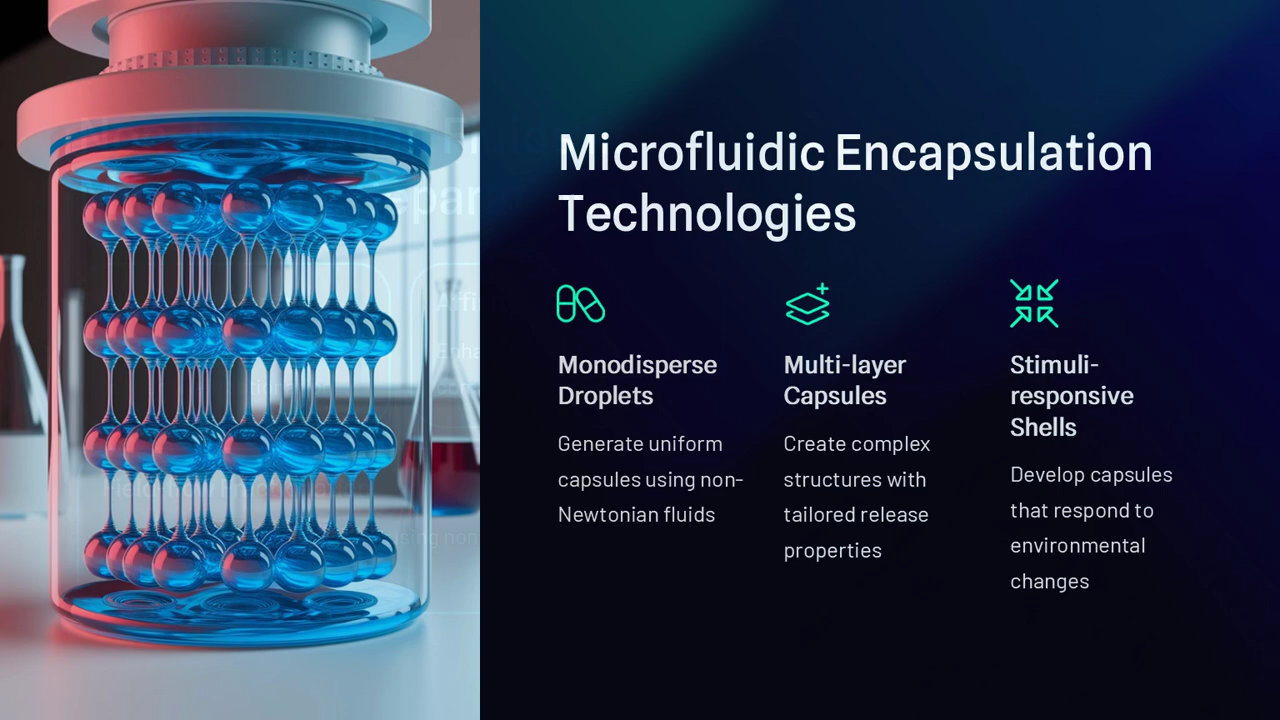 Microfluidic Encapsulation
Technologies
Monodisperse
Droplets
Generate uniform
capsules using non-
Newtonian fluids
Multi-layer
Capsules
Create complex
structures with
tailored release
properties
Stimuli-
responsive
Shells
Develop capsules
that respond to
environmental
changes